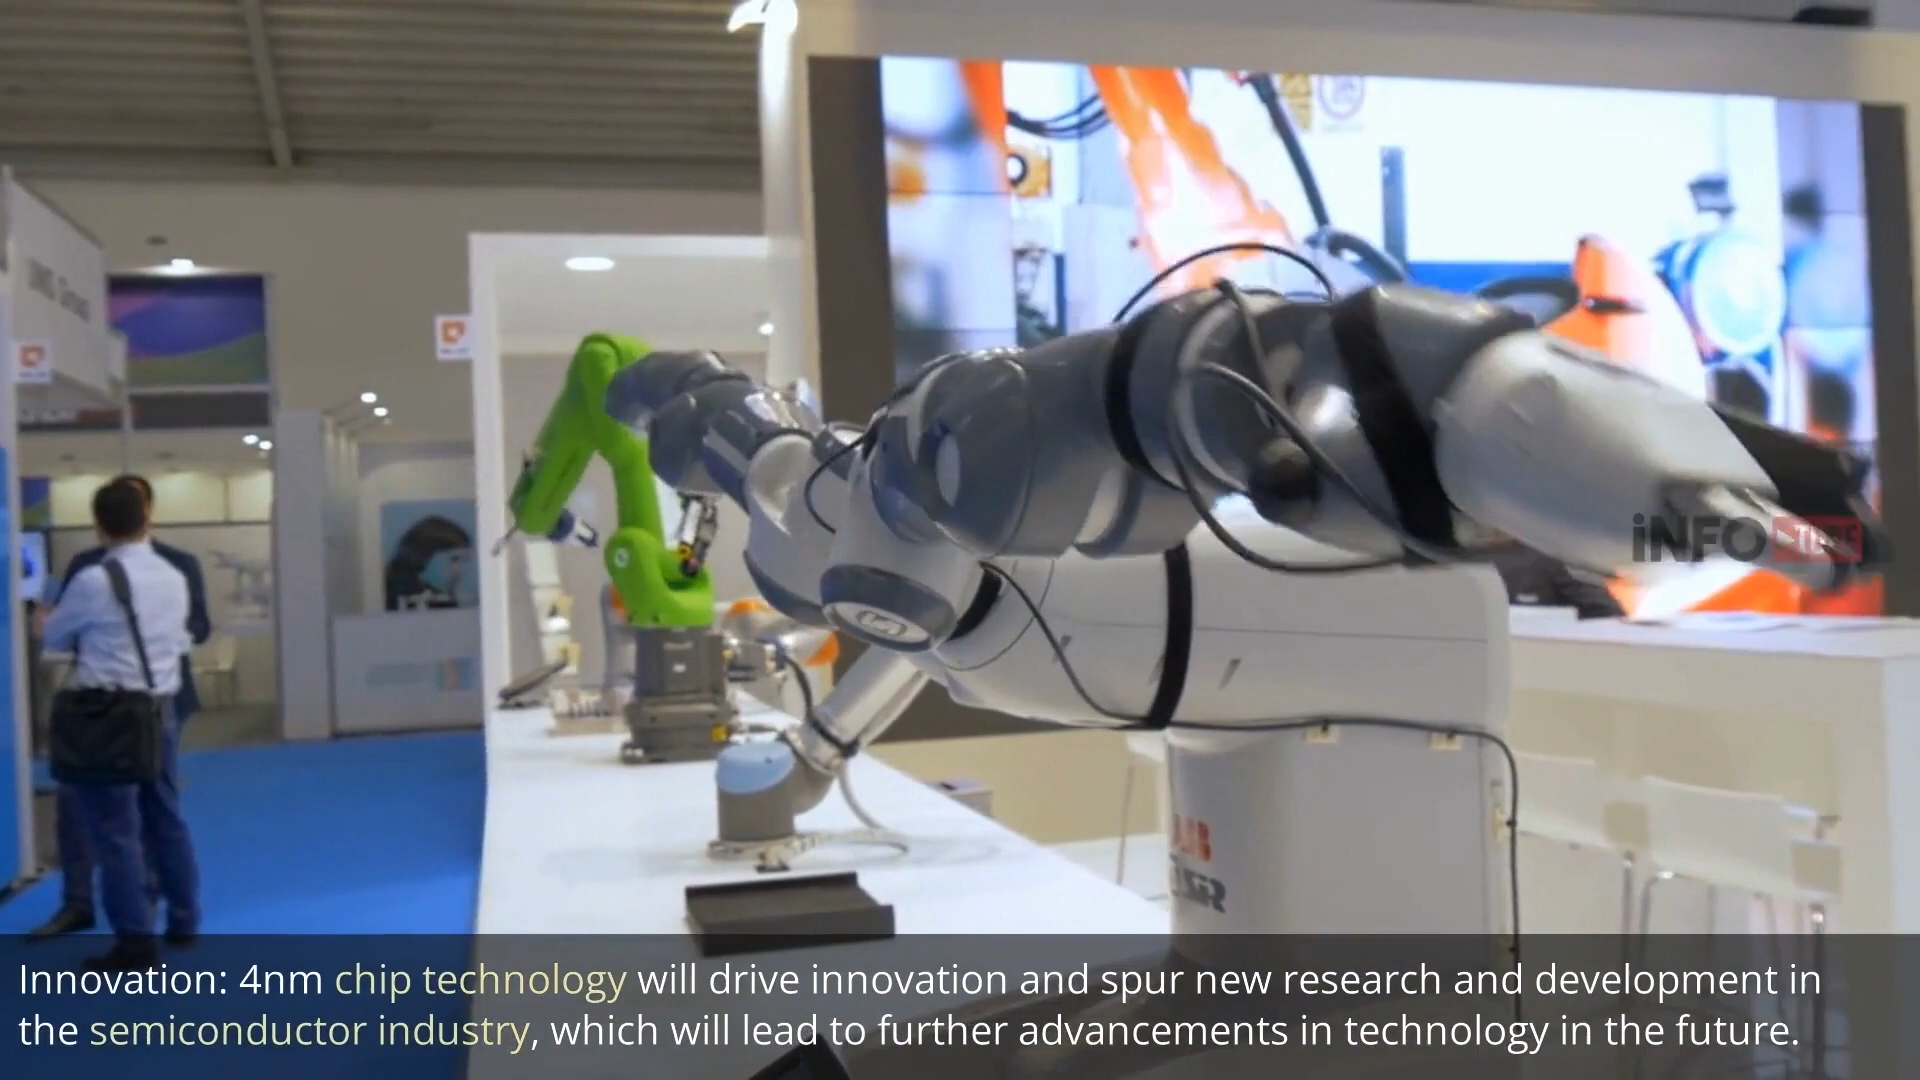 iNFO
Innovation: 4nm chip technology will drive innovation and spur new research and development in
the semiconductor industry, which will lead to further advancements in technology in the future.